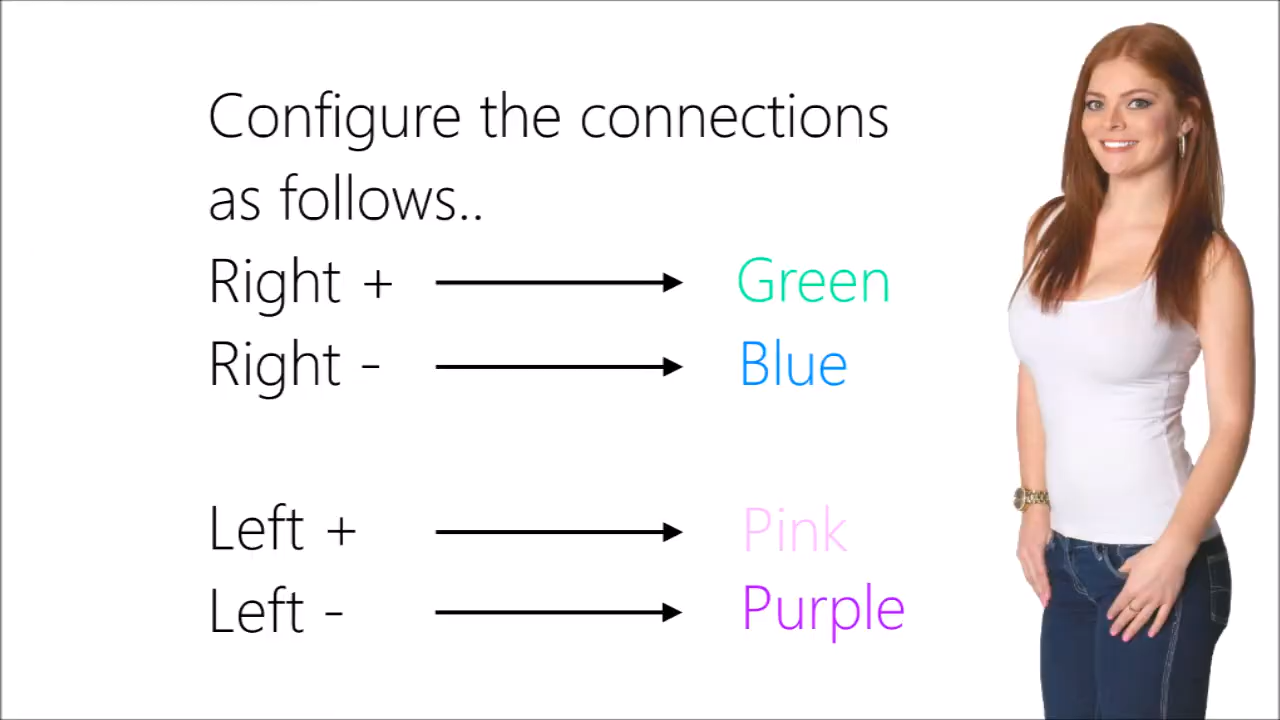 Configure the connections
as follows..
Right + Green
Right - Blue
Left + Pink
Left - Purple